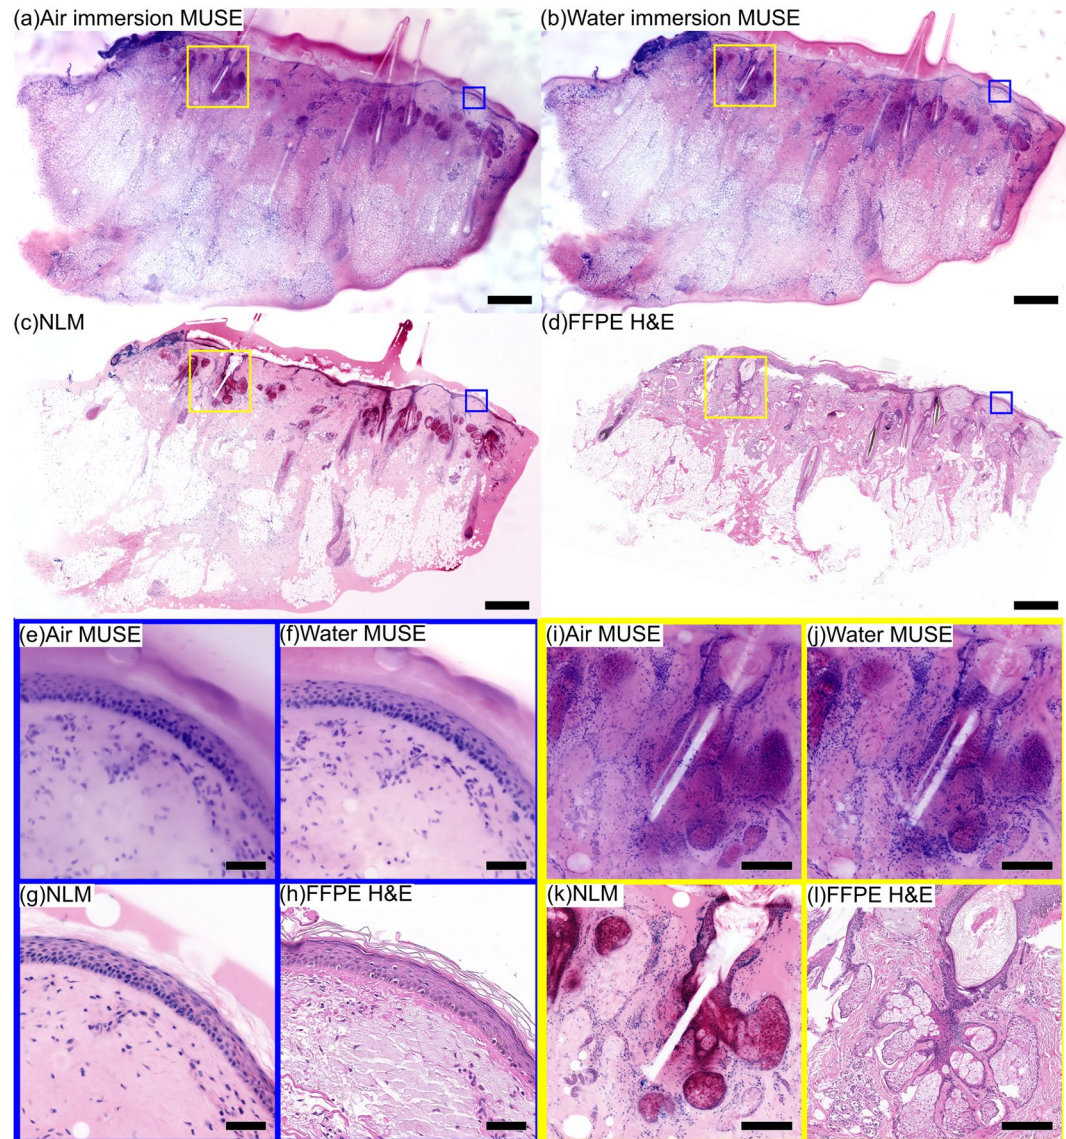 (a)Air immersion MUSE
(b)Water immersion MUSE
(c)NLM
(d)FFPE H&E
(e)Air MUSE
(f)Water MUSE
(i)Air MUSE
(j)Water MUSE
(g)NLM
(h)FFPE H&E
(k)NLM
(l)FFPE H&E